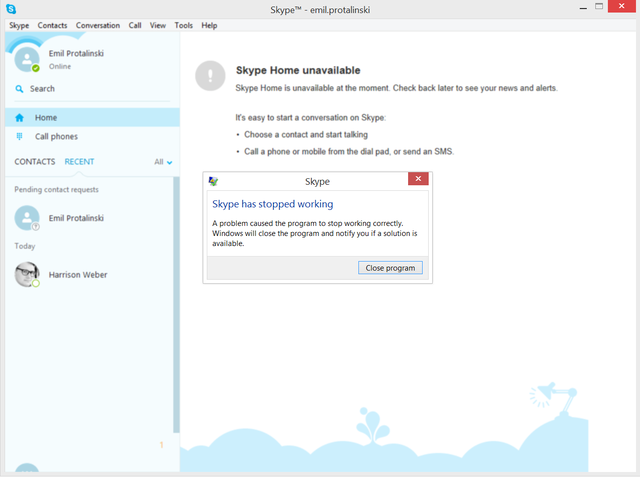 Skype™ - emil.protalinski
Skype Contacts Conversation Call View Tools Help
Emil Protalinski
Online
Search
Home
Call phones
CONTACTS RECENT All
Pending contact requests
Emil Protalinski
Today
Harrison Weber
1
Skype Home unavailable
Skype Home is unavailable at the moment. Check back later to see your news and alerts.
It's easy to start a conversation on Skype:
• Choose a contact and start talking
• Call a phone or mobile from the dial pad, or send an SMS.
Skype
Skype has stopped working
A problem caused the program to stop working correctly.
Windows will close the program and notify you if a solution is
available.
Close program